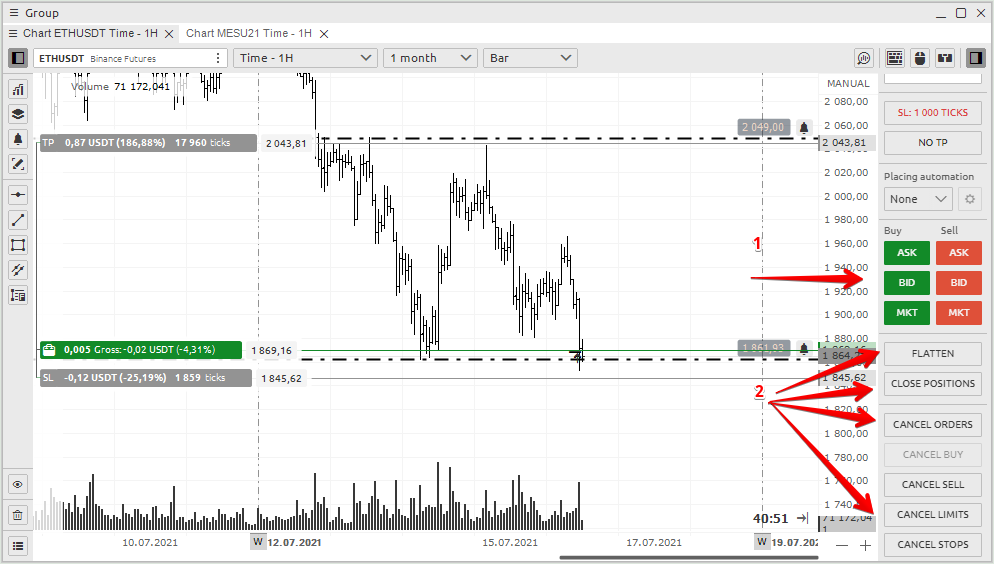 Group
Chart ETHUSDT Time - 1H
Chart MESU21 Time - 1H
ETHUSDT Binance Futures
Time - 1H
1 month
Bar
Volume 71 172,041
MANUAL
2 080,00
2 060,00
2 049,00
TP 0,87 USDT (186,88%) 17 960 ticks
2 043,81
2 043,81
2 020,00
2 000,00
1 980,00
1 960,00
1 940,00
1 920,00
1 900,00
1 880,00
0,005 Gross:-0,02 USDT (-4,31%)
1 869,16
1 861,93
SL -0,12 USDT (-25,19%) 1 859 ticks
1 845,62
1 845,62
1 820,00
1 800,00
1 780,00
1 760,00
1 740
40:51
71 172,04
1
10.07.2021
W 12.07.2021
15.07.2021
17.07.2021
W 19.07.202
1
2
SL: 1 000 TICKS
NO TP
Placing automation
None
Buy Sell
ASK ASK
BID BID
MKT MKT
FLATTEN
CLOSE POSITIONS
CANCEL ORDERS
CANCEL BUY
CANCEL SELL
CANCEL LIMITS
CANCEL STOPS